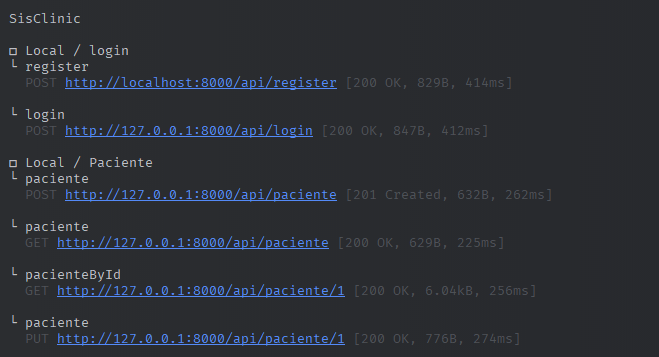 SisClinic
□ Local / login
└ register
POST http://localhost:8000/api/register [200 OK, 829B, 414ms]
└ login
POST http://127.0.0.1:8000/api/login [200 OK, 847B, 412ms]
□ Local / Paciente
└ paciente
POST http://127.0.0.1:8000/api/paciente [201 Created, 632B, 262ms]
└ paciente
GET http://127.0.0.1:8000/api/paciente [200 OK, 629B, 225ms]
└ pacienteById
GET http://127.0.0.1:8000/api/paciente/1 [200 OK, 6.04kB, 256ms]
└ paciente
PUT http://127.0.0.1:8000/api/paciente/1 [200 OK, 776B, 274ms]